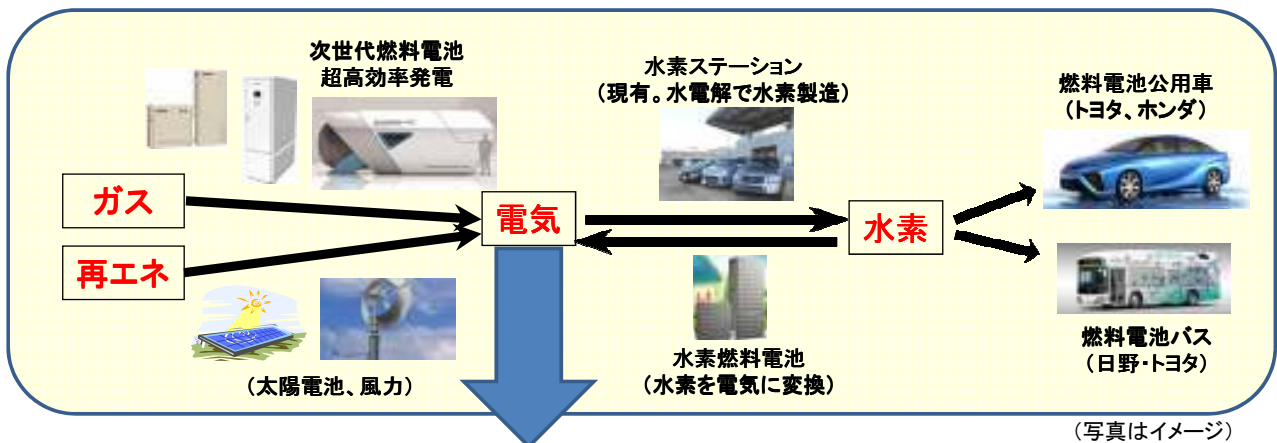 次世代燃料電池
超高効率発電
水素ステーション
(現有。水電解で水素製造)
燃料電池公用車
(トヨタ、ホンダ)
ガス
電気
水素
再エネ
(太陽電池、風力)
水素燃料電池
(水素を電気に変換)
燃料電池バス
(日野・トヨタ)
(写真はイメージ)